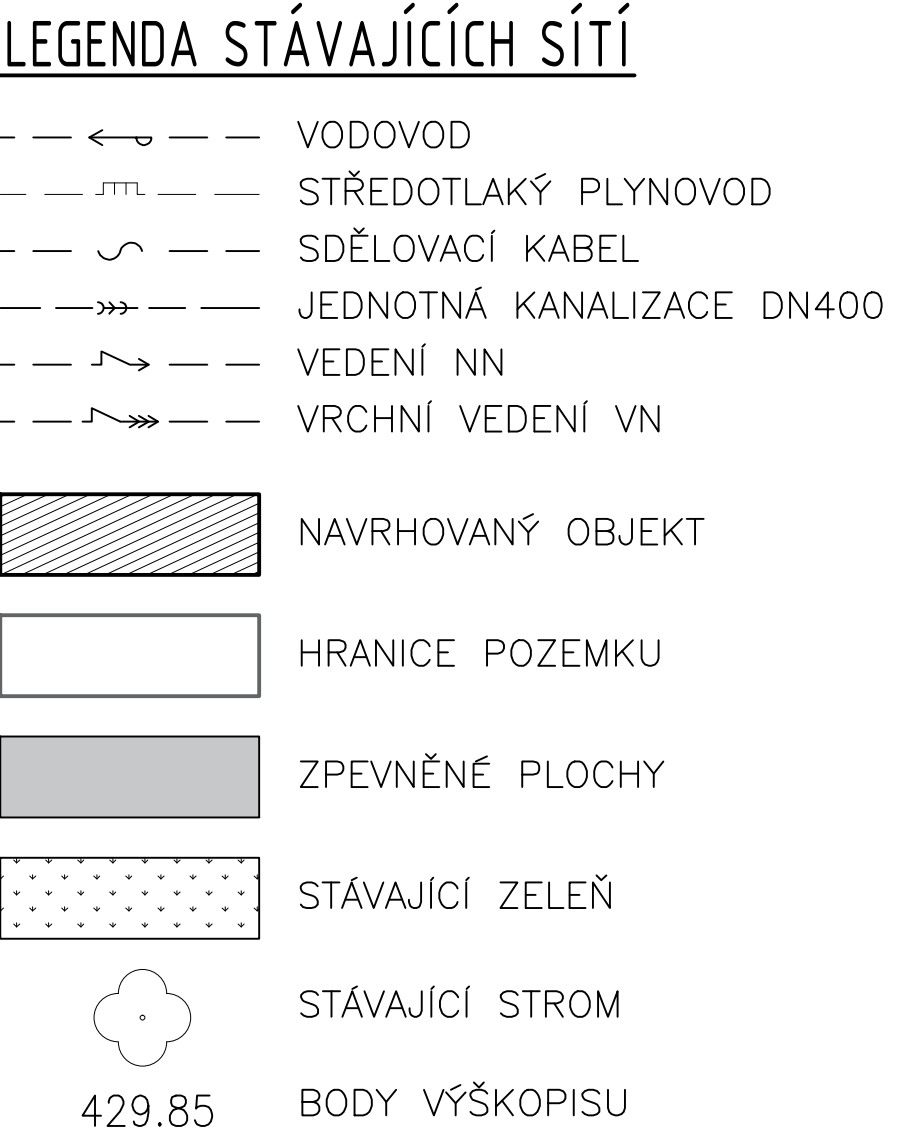 LEGENDA STÁVAJÍCÍCH SÍTÍ
VODOVOD
STŘEDOTLAKÝ PLYNOVOD
SDĚLOVACÍ KABEL
JEDNOTNÁ KANALIZACE DN400
VEDENÍ NN
VRCHNÍ VEDENÍ VN
NAVRHOVANÝ OBJEKT
HRANICE POZEMKU
ZPEVNĚNÉ PLOCHY
STÁVAJÍCÍ ZELEŇ
STÁVAJÍCÍ STROM
429.85 BODY VÝŠKOPISU